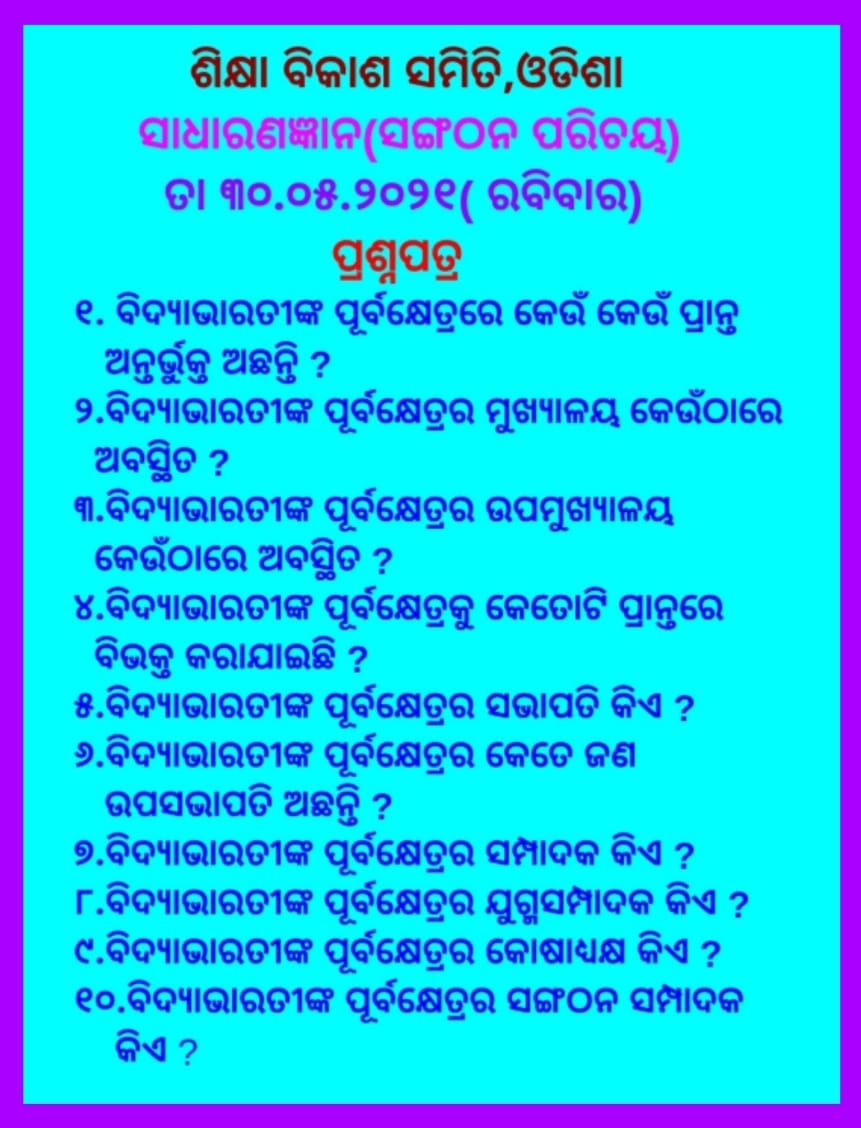 ଶିକ୍ଷା ବିକାଶ ସମିତି,ଓଡିଶା
ସାଧାରଣଜ୍ଞାନ(ସଙ୍ଗଠନ ପରିଚୟ)
ତା ୩୦.୦୫.୨୦୨୧( ରବିବାର)
ପ୍ରଶ୍ନପତ୍ର
୧. ବିଦ୍ୟାଭାରତୀଙ୍କ ପୂର୍ବକ୍ଷେତ୍ରରେ କେଉଁ କେଉଁ ପ୍ରାନ୍ତ
ଅନ୍ତର୍ଭୁକ୍ତ ଅଛନ୍ତି ?
୨.ବିଦ୍ୟାଭାରତୀଙ୍କ ପୂର୍ବକ୍ଷେତ୍ରର ମୁଖ୍ୟାଳୟ କେଉଁଠାରେ
ଅବସ୍ଥିତ ?
୩.ବିଦ୍ୟାଭାରତୀଙ୍କ ପୂର୍ବକ୍ଷେତ୍ରର ଉପମୁଖ୍ୟାଳୟ
କେଉଁଠାରେ ଅବସ୍ଥିତ ?
୪.ବିଦ୍ୟାଭାରତୀଙ୍କ ପୂର୍ବକ୍ଷେତ୍ରକୁ କେତୋଟି ପ୍ରାନ୍ତରେ
ବିଭକ୍ତ କରାଯାଇଛି ?
୫.ବିଦ୍ୟାଭାରତୀଙ୍କ ପୂର୍ବକ୍ଷେତ୍ରର ସଭାପତି କିଏ ?
୬.ବିଦ୍ୟାଭାରତୀଙ୍କ ପୂର୍ବକ୍ଷେତ୍ରର କେତେ ଜଣ
ଉପସଭାପତି ଅଛନ୍ତି ?
୭.ବିଦ୍ୟାଭାରତୀଙ୍କ ପୂର୍ବକ୍ଷେତ୍ରର ସମ୍ପାଦକ କିଏ ?
୮.ବିଦ୍ୟାଭାରତୀଙ୍କ ପୂର୍ବକ୍ଷେତ୍ରର ଯୁଗ୍ମସମ୍ପାଦକ କିଏ ?
୯.ବିଦ୍ୟାଭାରତୀଙ୍କ ପୂର୍ବକ୍ଷେତ୍ରର କୋଷାଧ୍ୟକ୍ଷ କିଏ ?
୧୦.ବିଦ୍ୟାଭାରତୀଙ୍କ ପୂର୍ବକ୍ଷେତ୍ରର ସଙ୍ଗଠନ ସମ୍ପାଦକ
କିଏ ?